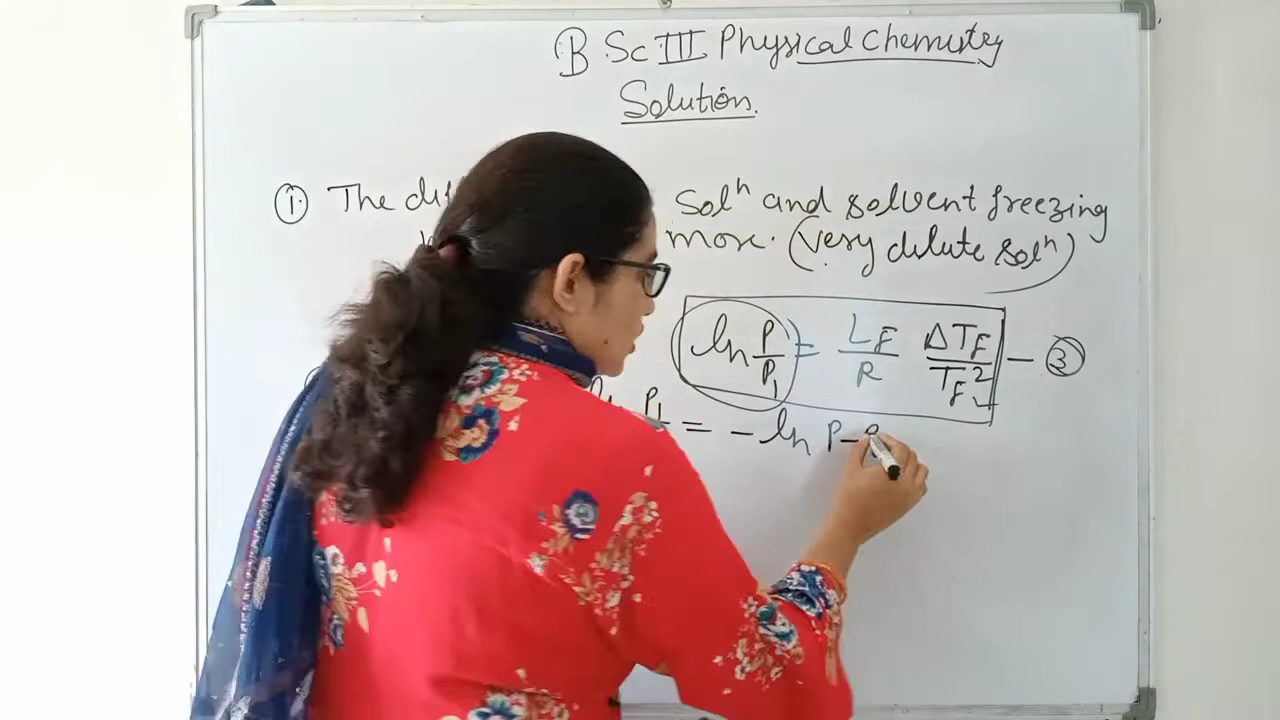 B.Sc III Physical Chemistry
Solution.
① The solⁿ and solvent freezing
more. (very dilute solⁿ)
ln P/P₁ = L_F/R ΔT_F/T_F² — ③
P₁ = - ln P-